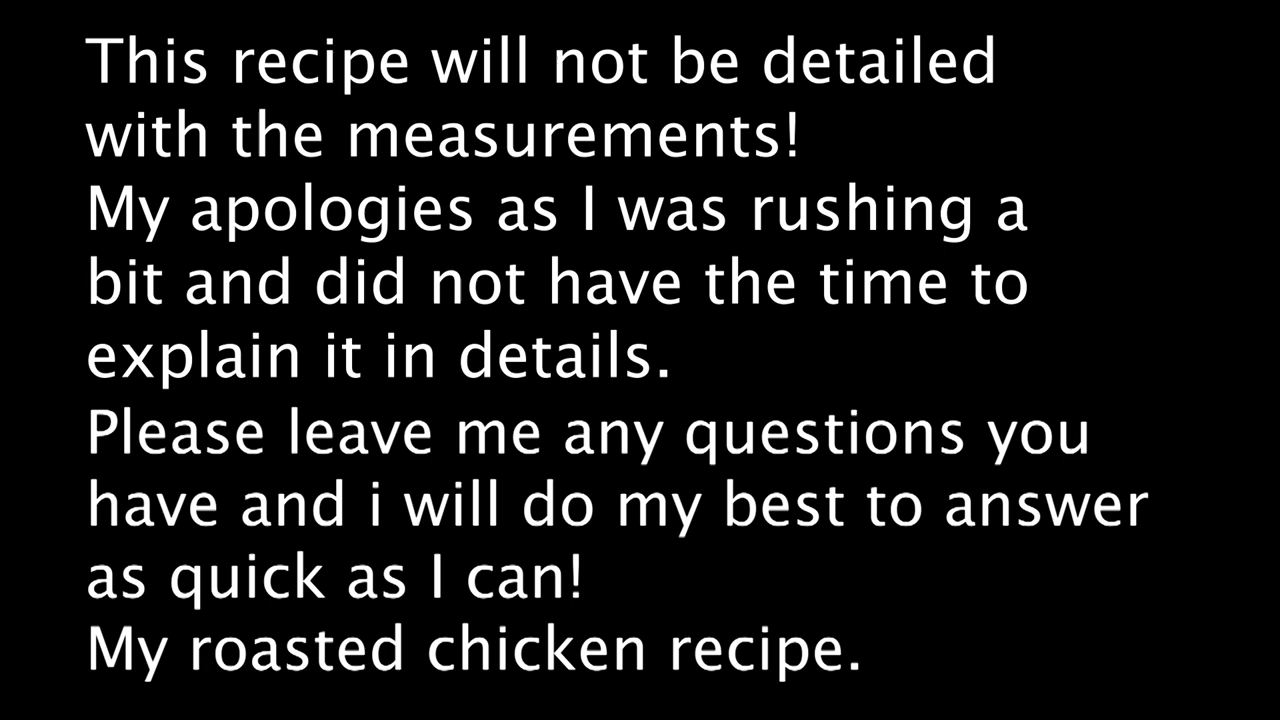 This recipe will not be detailed
with the measurements!
My apologies as I was rushing a
bit and did not have the time to
explain it in details.
Please leave me any questions you
have and i will do my best to answer
as quick as I can!
My roasted chicken recipe.